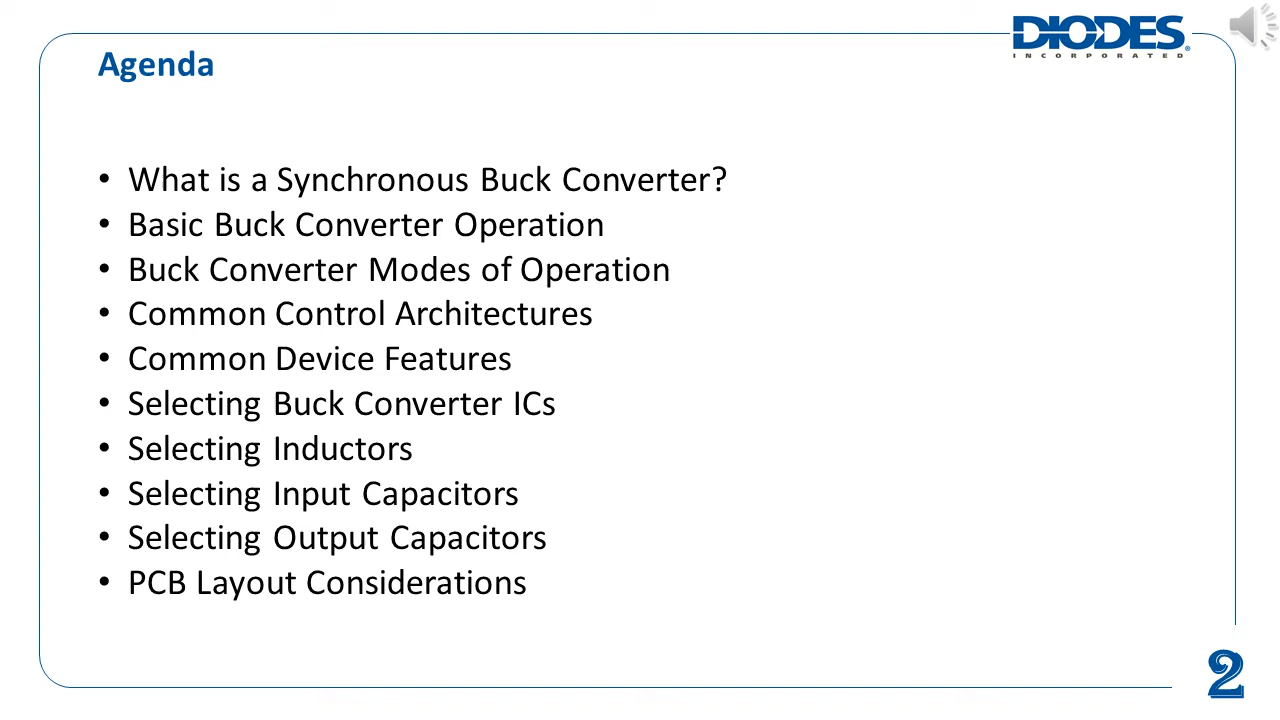 DIODES
INCORPORATED
Agenda
• What is a Synchronous Buck Converter?
• Basic Buck Converter Operation
• Buck Converter Modes of Operation
• Common Control Architectures
• Common Device Features
• Selecting Buck Converter ICs
• Selecting Inductors
• Selecting Input Capacitors
• Selecting Output Capacitors
• PCB Layout Considerations
2